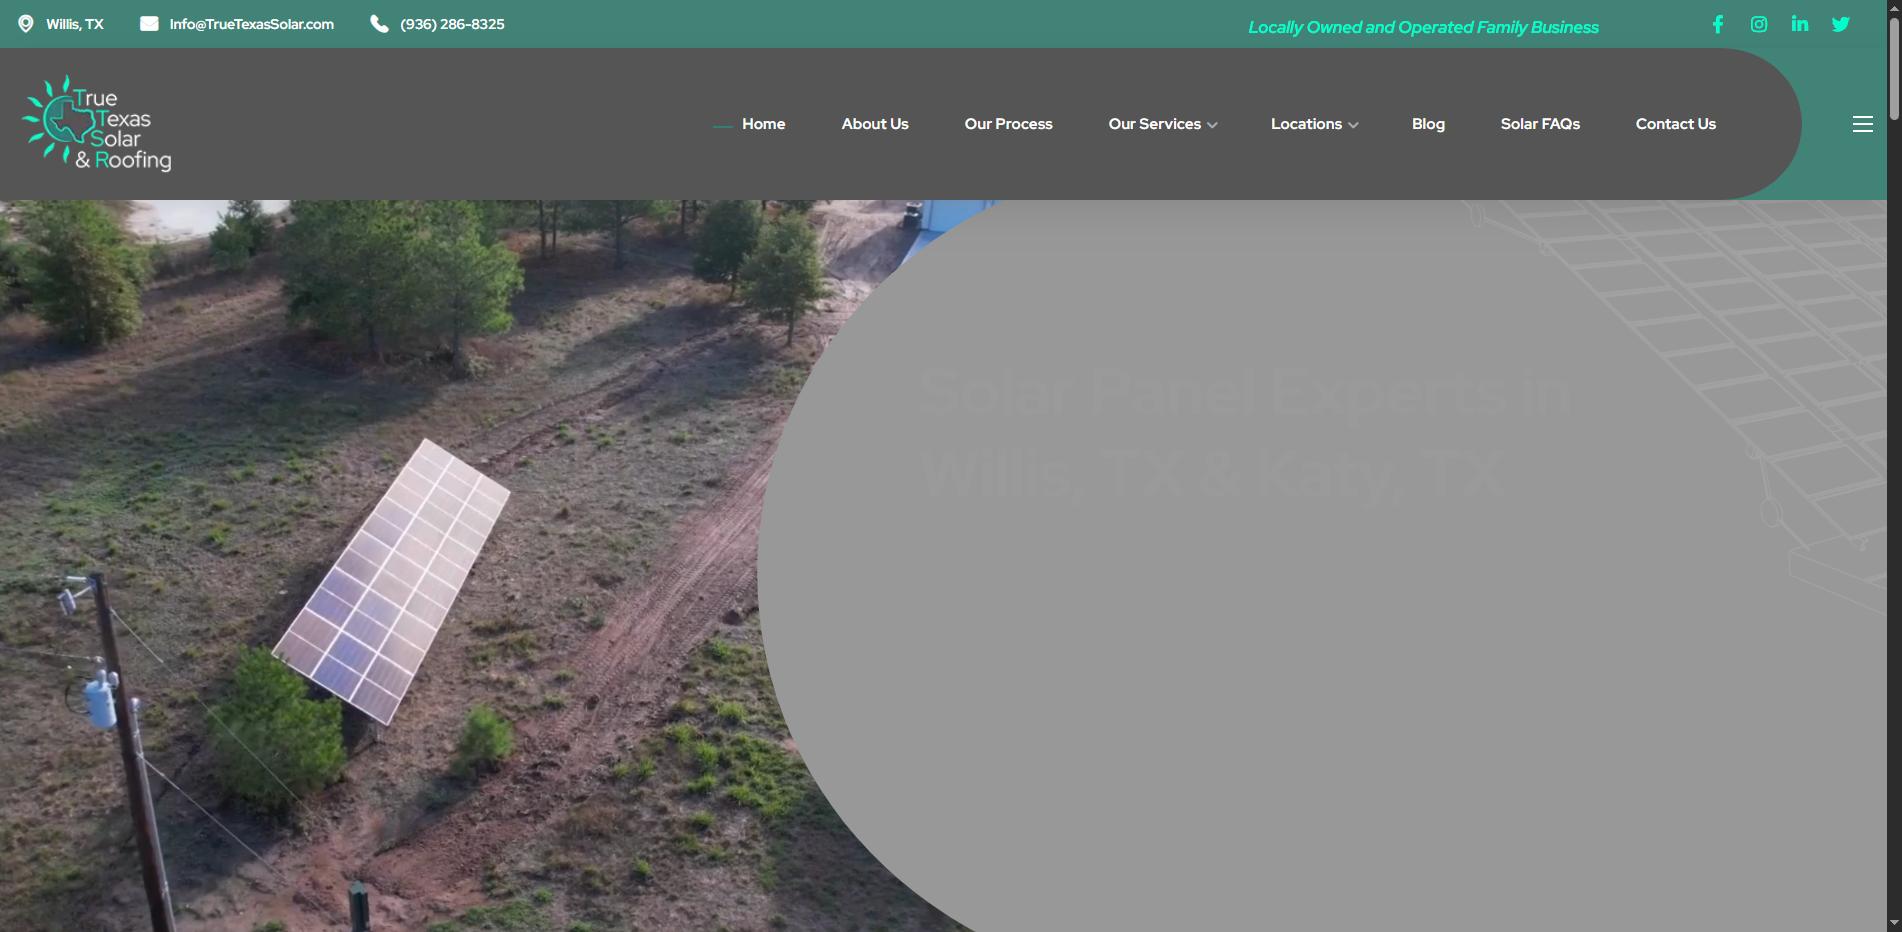 Willis, TX
Info@TrueTexasSolar.com
(936) 286-8325
Locally Owned and Operated Family Business
True
Texas
Solar
& Roofing
Home
About Us
Our Process
Our Services
Locations
Blog
Solar FAQs
Contact Us
Solar Panel Experts in
Willis, TX & Katy, TX